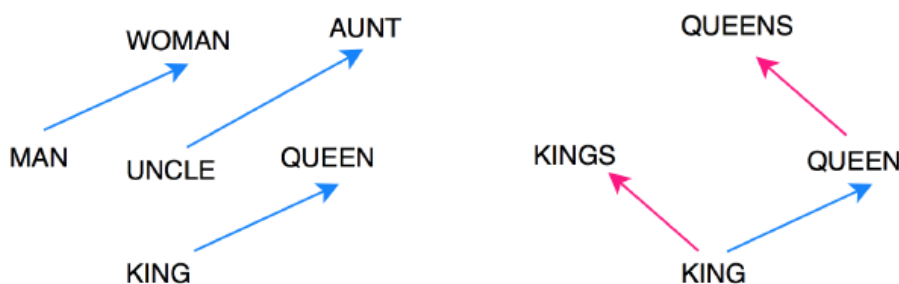 WOMAN
AUNT
MAN
UNCLE
QUEEN
KING
QUEENS
KINGS
QUEEN
KING